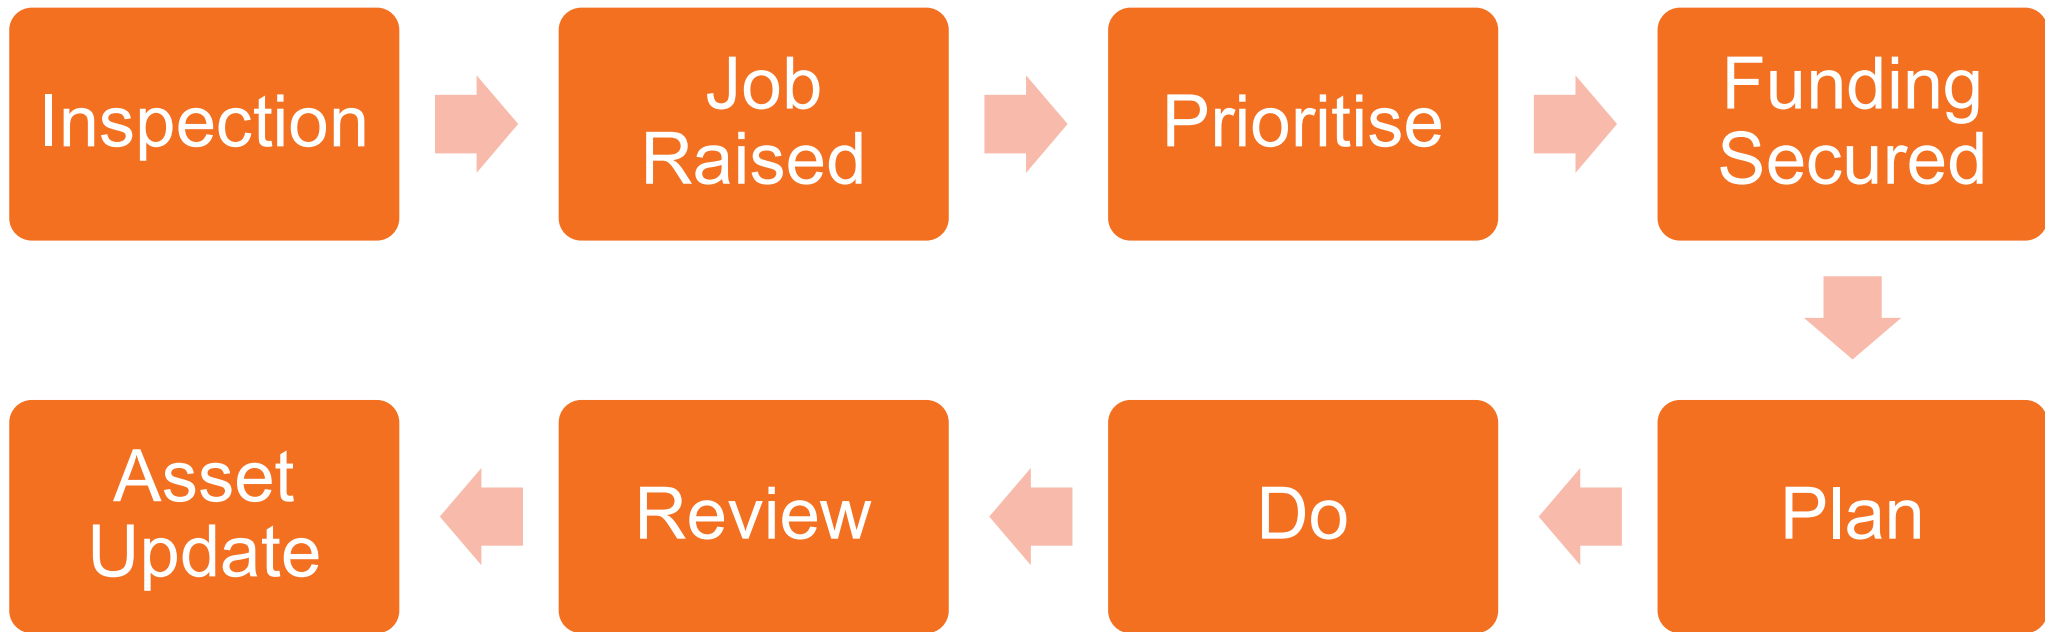 Inspection
Job
Raised
Prioritise
Funding
Secured
Plan
Do
Review
Asset
Update